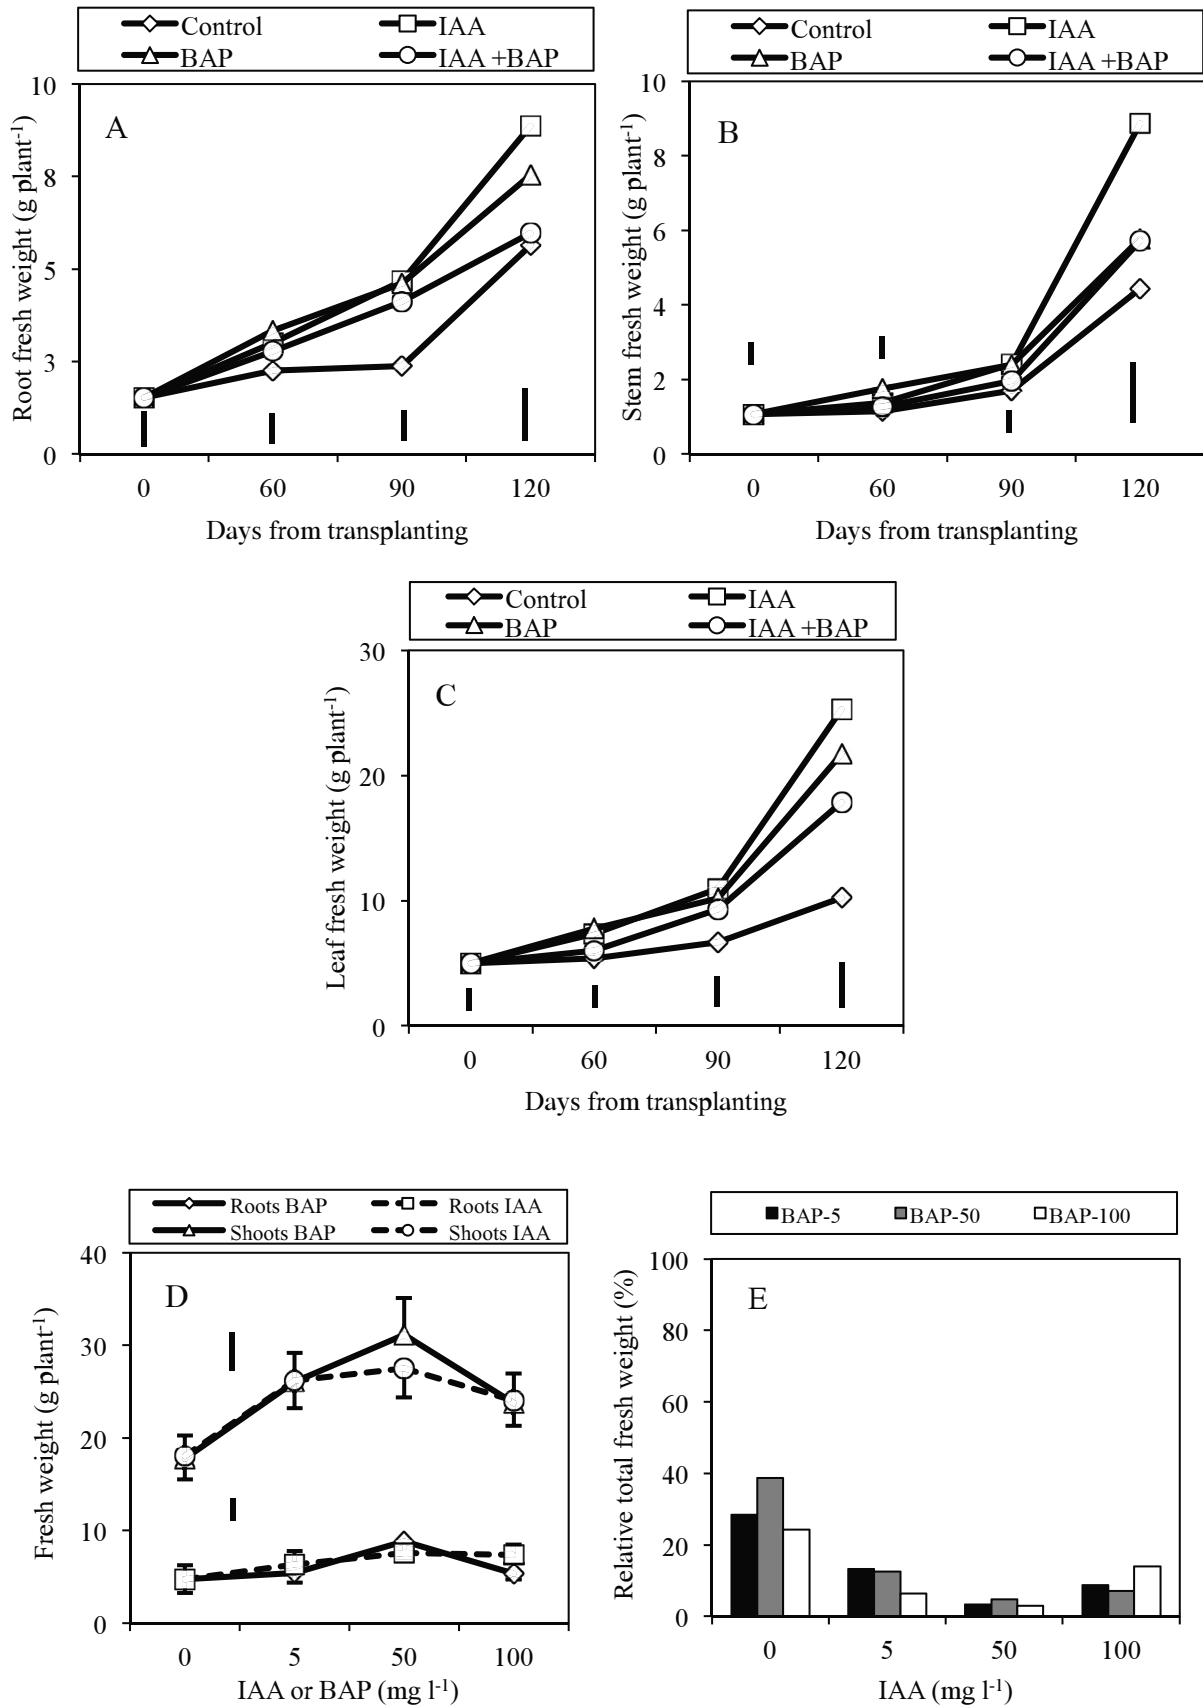 Control IAA
BAP IAA +BAP
A
Root fresh weight (g plant-1)
10
8
5
3
0
0 60 90 120
Days from transplanting
Control IAA
BAP IAA +BAP
B
Stem fresh weight (g plant-1)
10
8
6
4
2
0
0 60 90 120
Days from transplanting
Control IAA
BAP IAA +BAP
C
Leaf fresh weight (g plant-1)
30
20
10
0
0 60 90 120
Days from transplanting
Roots BAP Roots IAA
Shoots BAP Shoots IAA
D
Fresh weight (g plant-1)
40
30
20
10
0
0 5 50 100
IAA or BAP (mg l-1)
BAP-5 BAP-50 BAP-100
E
Relative total fresh weight (%)
100
80
60
40
20
0
0 5 50 100
IAA (mg l-1)